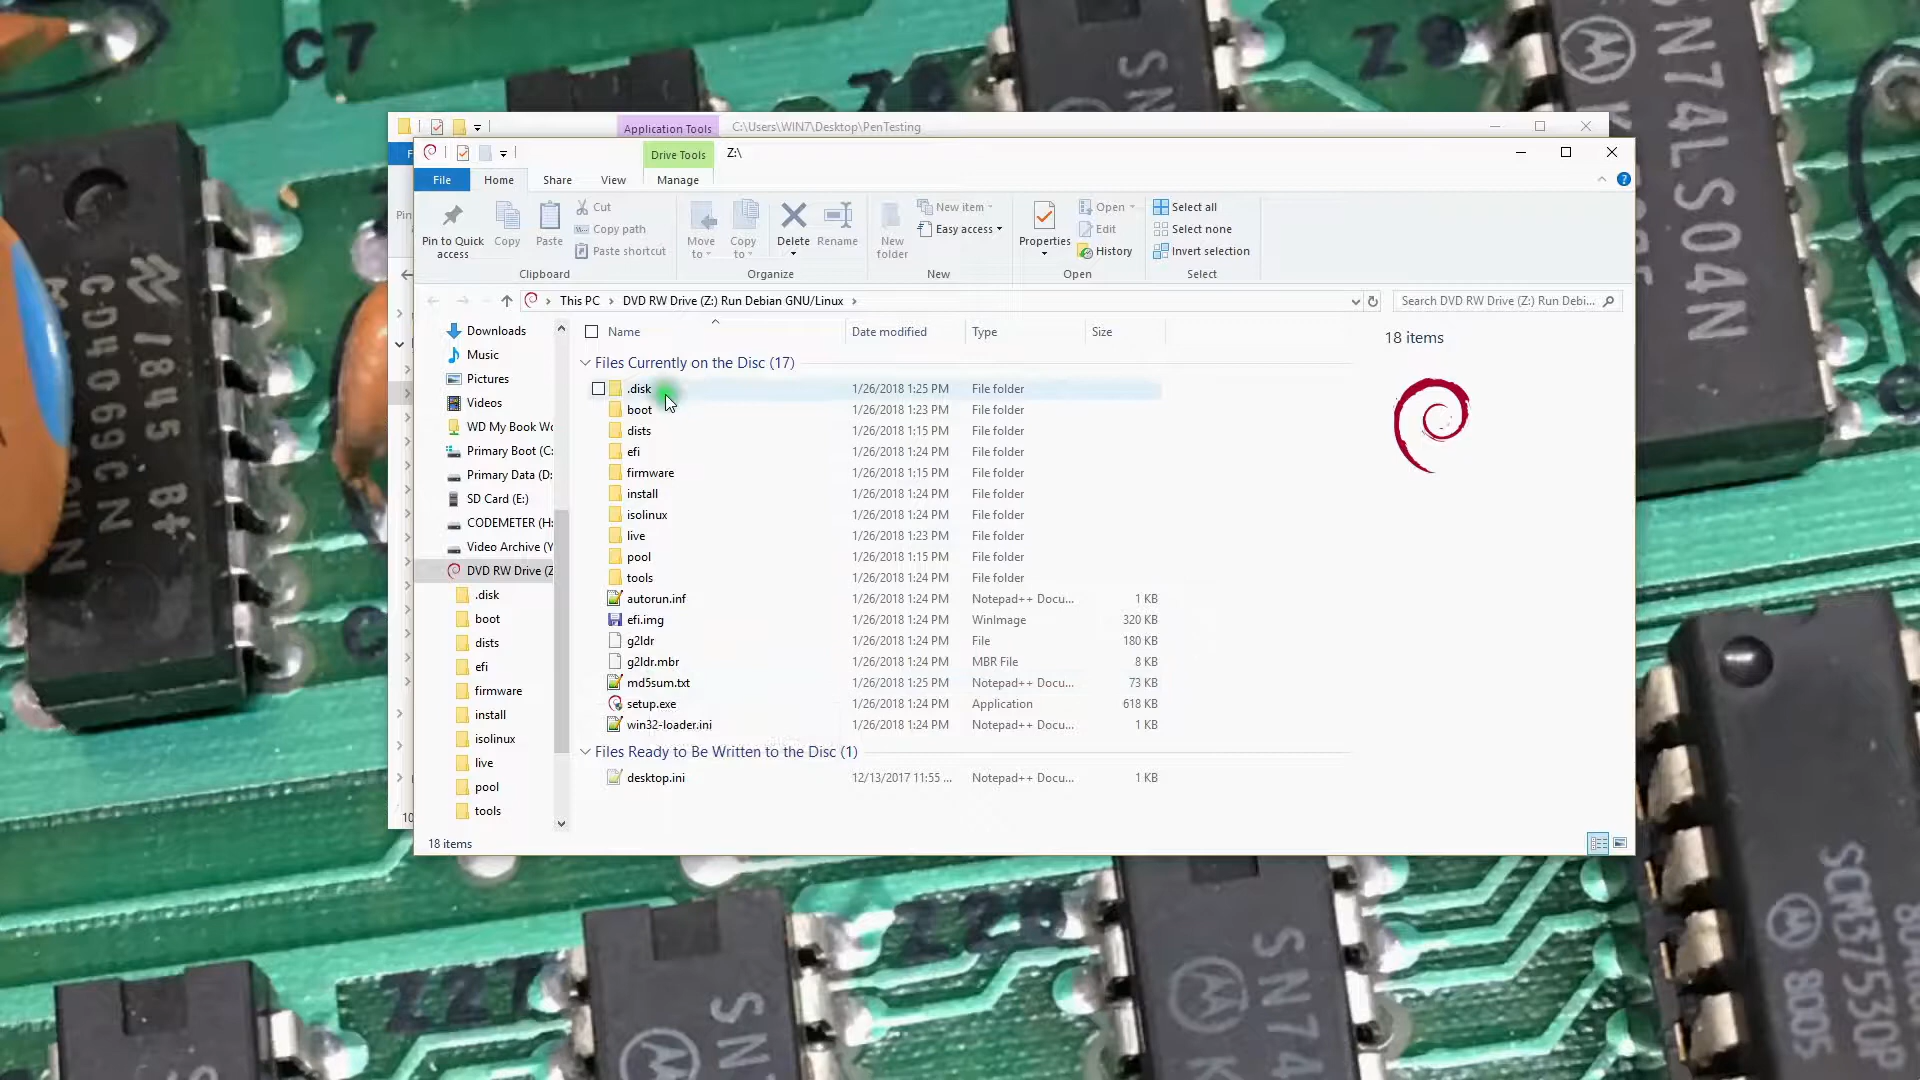 C7
Z8
Z9
SN74LS04N
SN
CD4069CN
7845 B+
Application Tools
C:\Users\WIN7\Desktop\PenTesting
Drive Tools
Z:\
File
Home
Share
View
Manage
Pin to Quick access
Copy
Paste
Cut
Copy path
Paste shortcut
Move to
Copy to
Delete
Rename
New folder
New item
Easy access
Properties
Open
Edit
History
Select all
Select none
Invert selection
Clipboard
Organize
New
Open
Select
This PC
DVD RW Drive (Z:) Run Debian GNU/Linux
Search DVD RW Drive (Z:) Run Debi...
Downloads
Music
Pictures
Videos
WD My Book Wo
Primary Boot (C:
Primary Data (D:
SD Card (E:)
CODEMETER (H:
Video Archive (Y
DVD RW Drive (Z
.disk
boot
dists
efi
firmware
install
isolinux
live
pool
tools
Name Date modified Type Size
Files Currently on the Disc (17)
.disk 1/26/2018 1:25 PM File folder
boot 1/26/2018 1:23 PM File folder
dists 1/26/2018 1:15 PM File folder
efi 1/26/2018 1:24 PM File folder
firmware 1/26/2018 1:15 PM File folder
install 1/26/2018 1:24 PM File folder
isolinux 1/26/2018 1:24 PM File folder
live 1/26/2018 1:23 PM File folder
pool 1/26/2018 1:15 PM File folder
tools 1/26/2018 1:24 PM File folder
autorun.inf 1/26/2018 1:24 PM Notepad++ Docu... 1 KB
efi.img 1/26/2018 1:24 PM WinImage 320 KB
g2ldr 1/26/2018 1:24 PM File 180 KB
g2ldr.mbr 1/26/2018 1:24 PM MBR File 8 KB
md5sum.txt 1/26/2018 1:25 PM Notepad++ Docu... 73 KB
setup.exe 1/26/2018 1:24 PM Application 618 KB
win32-loader.ini 1/26/2018 1:24 PM Notepad++ Docu... 1 KB
Files Ready to Be Written to the Disc (1)
desktop.ini 12/13/2017 11:55 ... Notepad++ Docu... 1 KB
18 items
18 items
SN
SN74
SCM37530P
8005